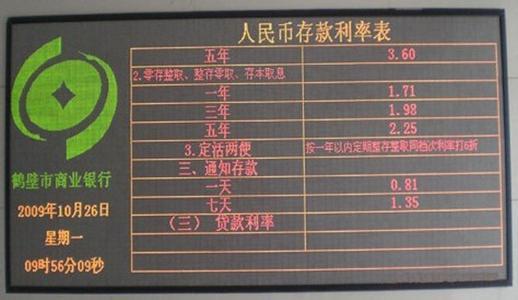 人民币存款利率表
五年 3.60
2.零存整取、整存零取、存本取息
一年 1.71
三年 1.98
五年 2.25
3.定活两便 按一年以内定期整存整取同档次利率打6折
三、通知存款
一天 0.81
七天 1.35
（三） 贷款利率
鹤壁市商业银行
2009年10月26日
星期一
09时56分09秒